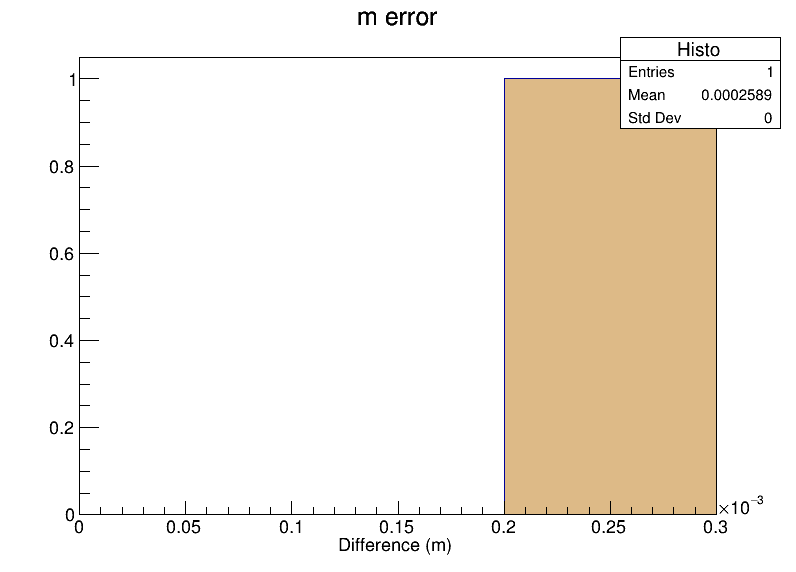 m error
Histo
Entries 1
Mean 0.0002589
Std Dev 0
1
0.8
0.6
0.4
0.2
0
0 0.05 0.1 0.15 0.2 0.25 0.3
×10⁻³
Difference (m)